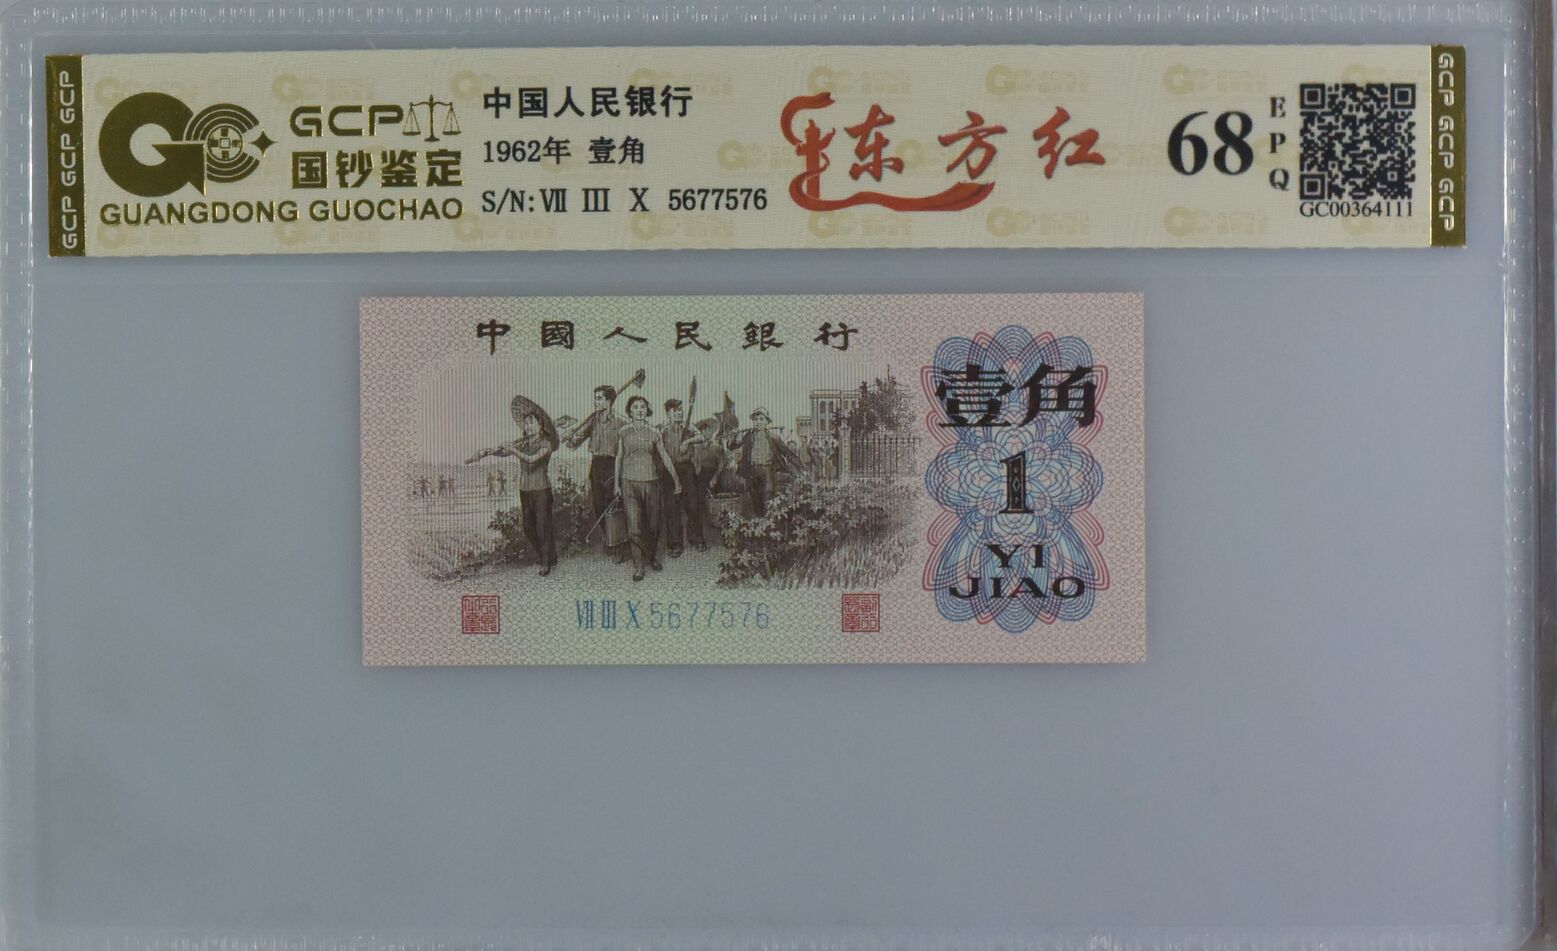 GCP GCP GCP
GCP
国钞鉴定
GUANGDONG GUOCHAO
中国人民银行
1962年 壹角
S/N: Ⅶ Ⅲ Ⅹ 5677576
东方红
68
EPQ
GC00364111
GCP GCP GCP
中國人民銀行
壹角
1
YI
JIAO
Ⅶ Ⅲ Ⅹ 5677576